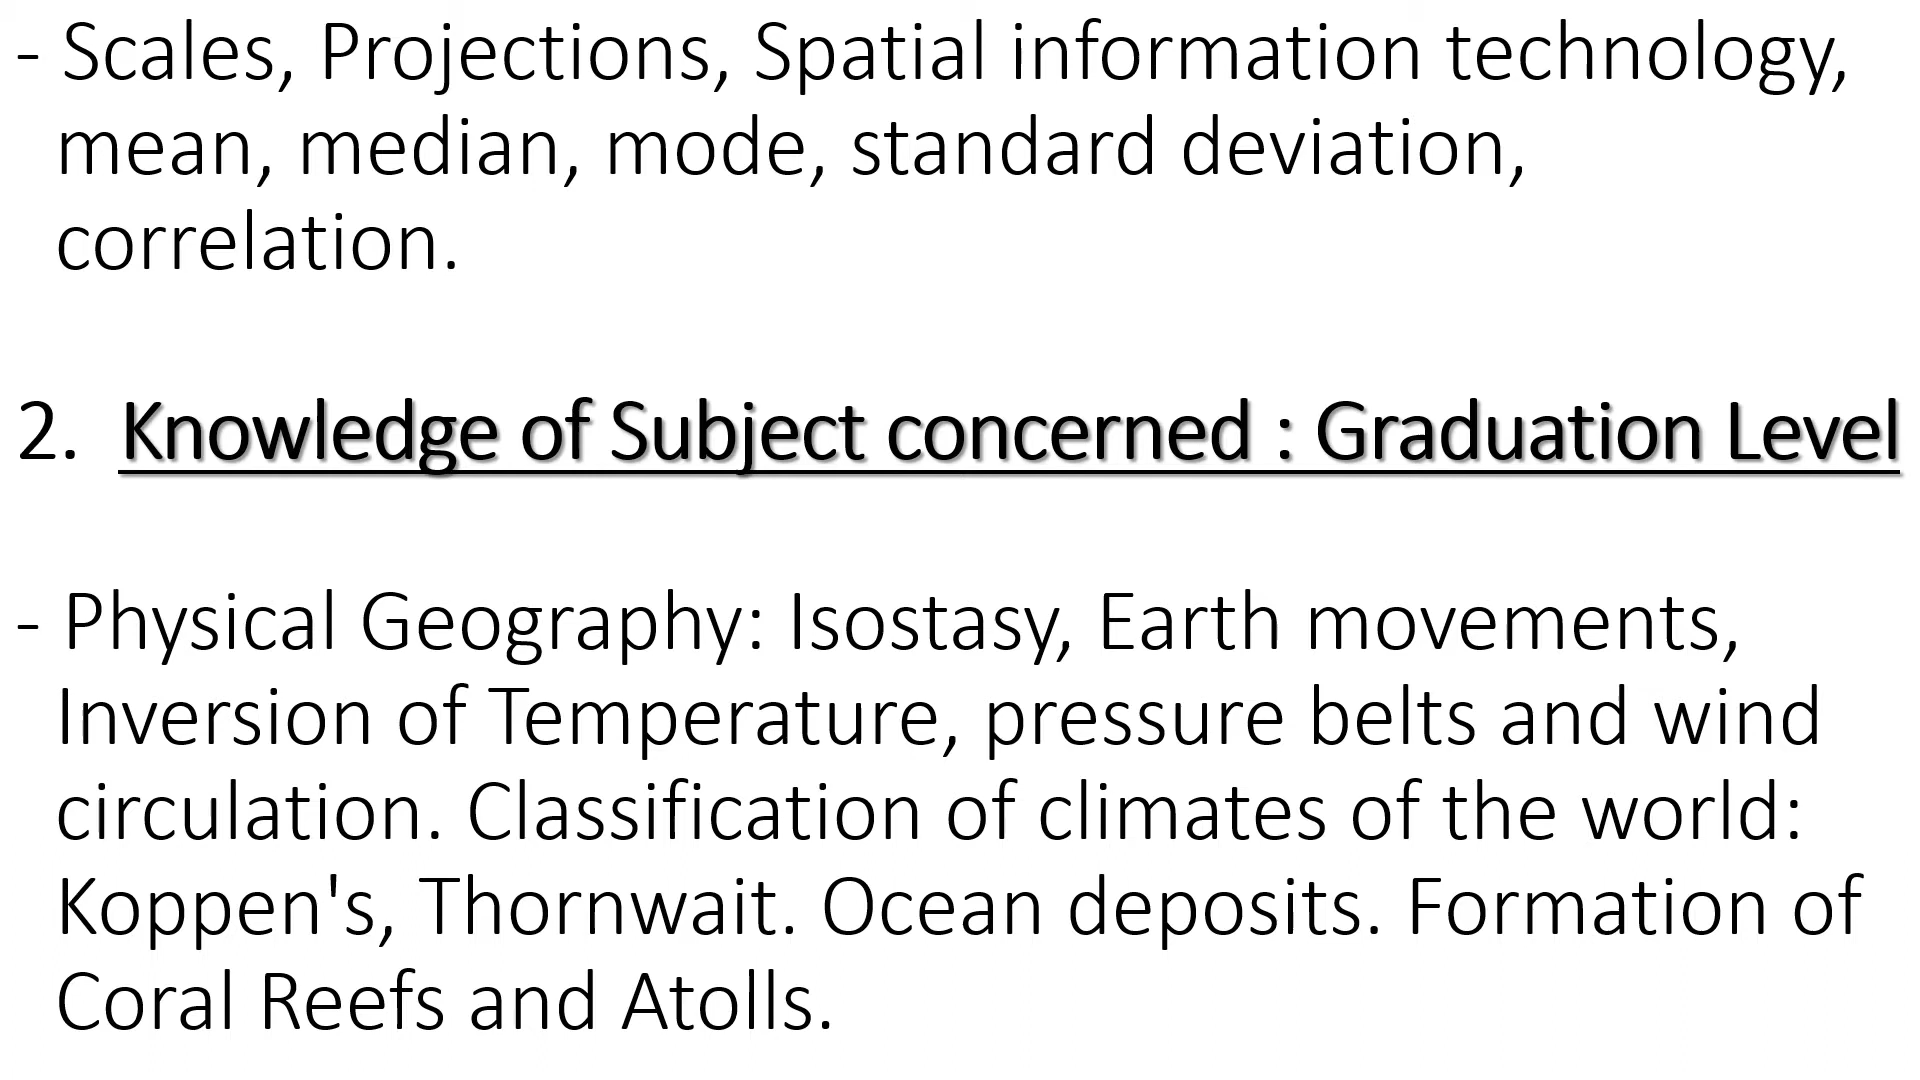 - Scales, Projections, Spatial information technology,
mean, median, mode, standard deviation,
correlation.
2. Knowledge of Subject concerned : Graduation Level
- Physical Geography: Isostasy, Earth movements,
Inversion of Temperature, pressure belts and wind
circulation. Classification of climates of the world:
Koppen's, Thornwait. Ocean deposits. Formation of
Coral Reefs and Atolls.